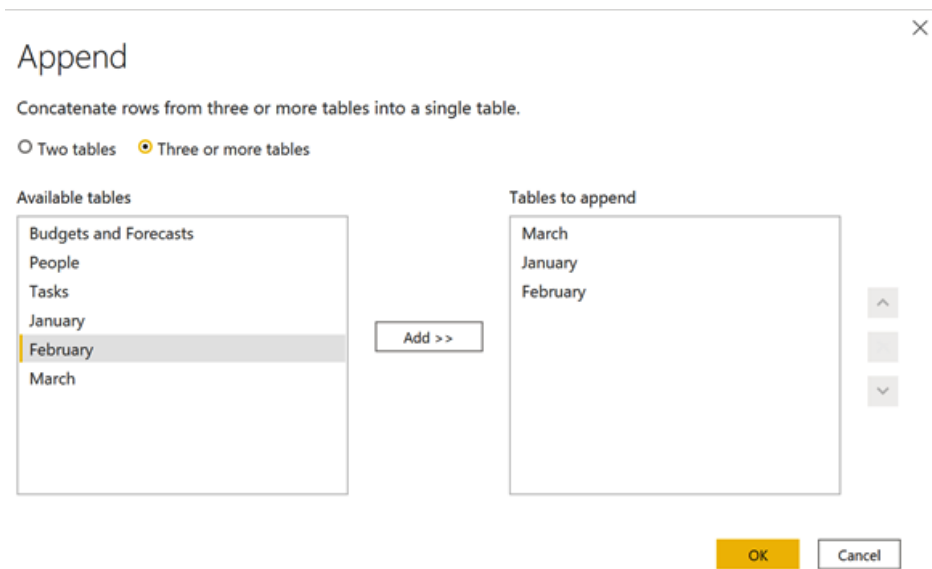 Append
Concatenate rows from three or more tables into a single table.
Two tables Three or more tables
Available tables
Budgets and Forecasts
People
Tasks
January
February
March
Add >>
Tables to append
March
January
February
OK Cancel